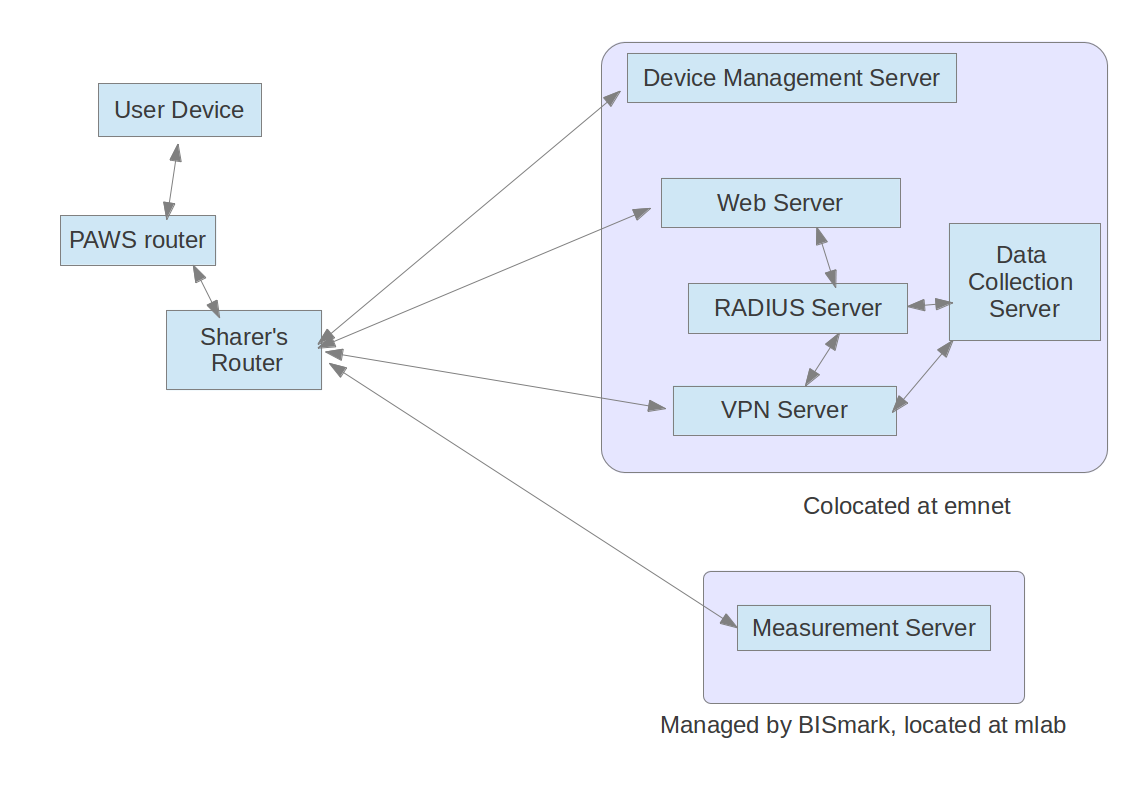 User Device
PAWS router
Sharer's
Router
Device Management Server
Web Server
RADIUS Server
Data
Collection
Server
VPN Server
Colocated at emnet
Measurement Server
Managed by BISmark, located at mlab